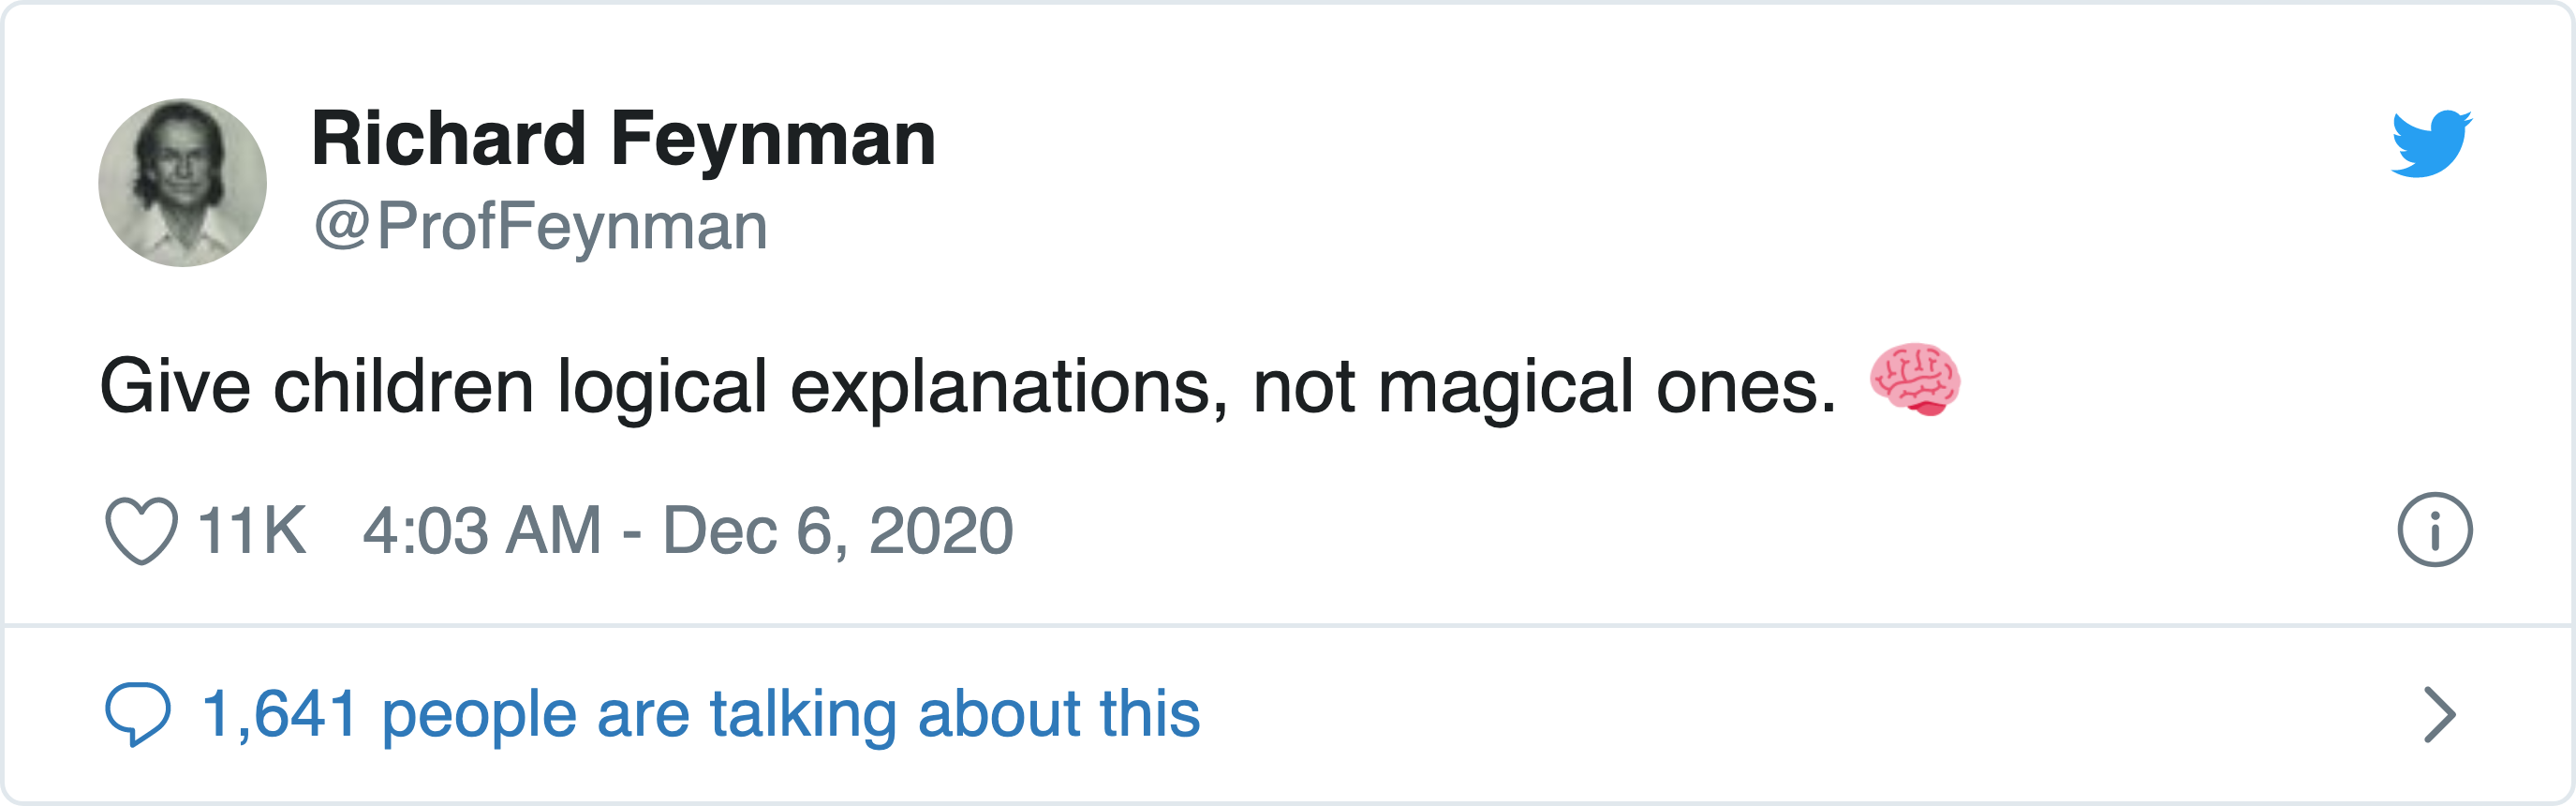 Richard Feynman
@ProfFeynman
Give children logical explanations, not magical ones. 🧠
11K 4:03 AM - Dec 6, 2020
1,641 people are talking about this